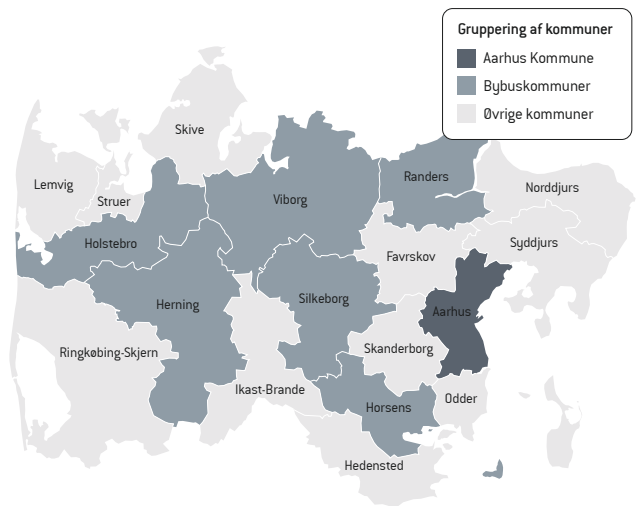 Gruppering af kommuner
Aarhus Kommune
Bybuskommuner
Øvrige kommuner
Skive
Lemvig
Struer
Holstebro
Viborg
Randers
Norddjurs
Syddjurs
Favrskov
Herning
Silkeborg
Aarhus
Ringkøbing-Skjern
Skanderborg
Ikast-Brande
Horsens
Odder
Hedensted